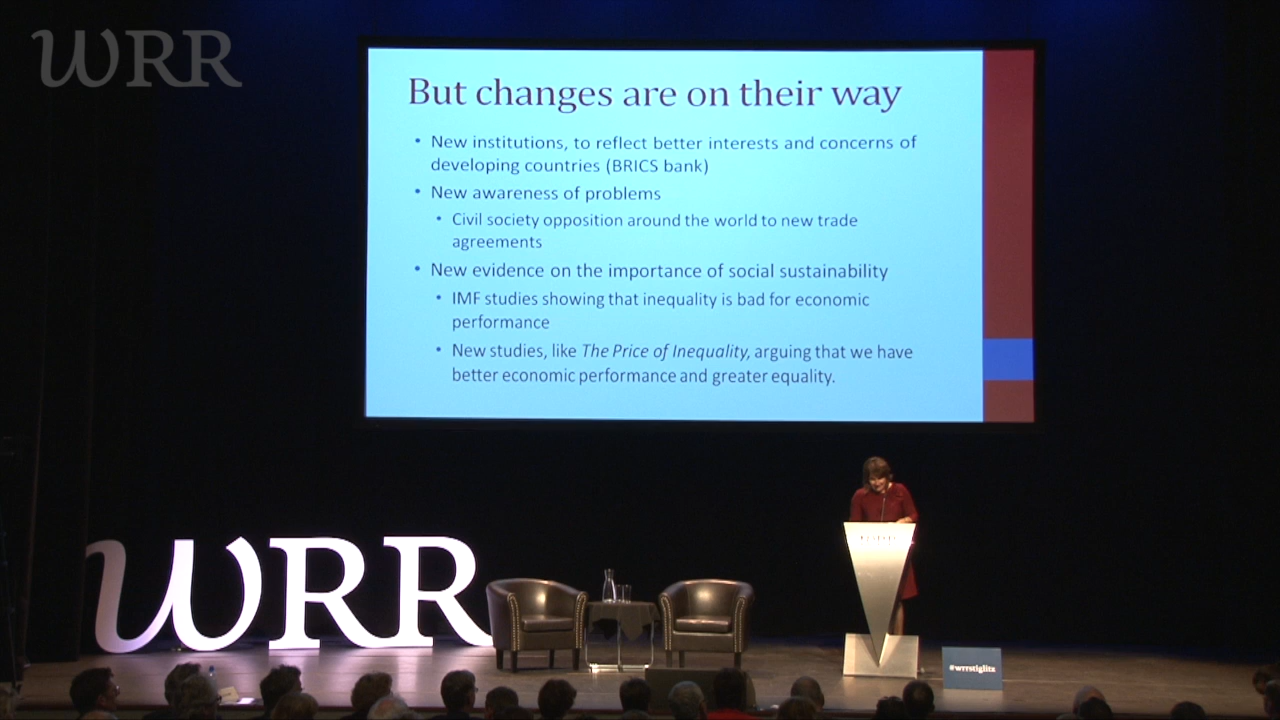 WRR
But changes are on their way
• New institutions, to reflect better interests and concerns of
developing countries (BRICS bank)
• New awareness of problems
• Civil society opposition around the world to new trade
agreements
• New evidence on the importance of social sustainability
• IMF studies showing that inequality is bad for economic
performance
• New studies, like The Price of Inequality, arguing that we have
better economic performance and greater equality.
WRR
#wrrstiglitz